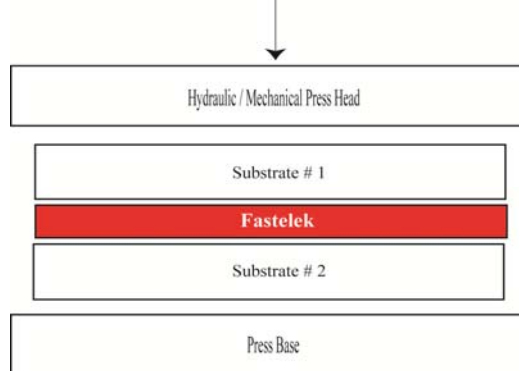 Hydraulic / Mechanical Press Head
Substrate # 1
Fastelek
Substrate # 2
Press Base